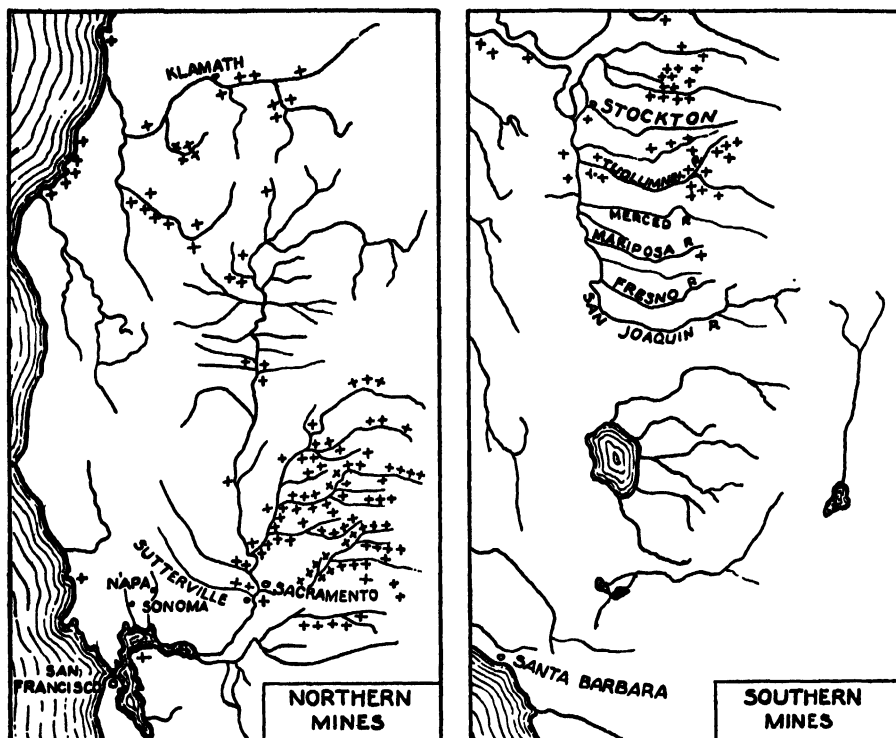 KLAMATH
SUTTERVILLE
NAPA
SONOMA
SACRAMENTO
SAN
FRANCISCO
NORTHERN
MINES
STOCKTON
TUOLUMNE
MERCED R
MARIPOSA R
FRESNO R
SAN JOAQUIN R
SANTA BARBARA
SOUTHERN
MINES